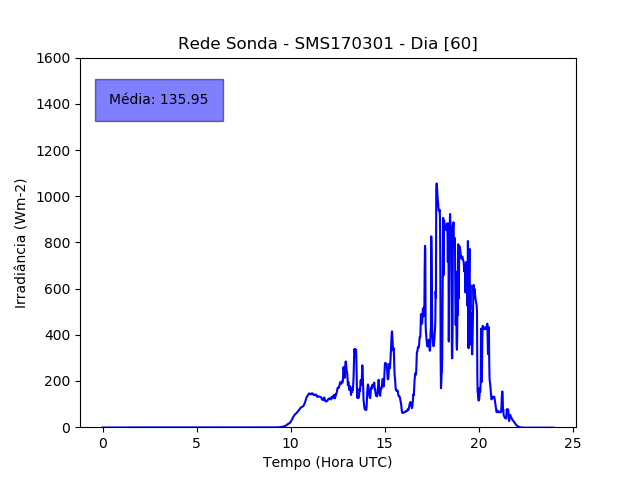 Rede Sonda - SMS170301 - Dia [60]
1600
1400
1200
1000
800
600
400
200
0
Média: 135.95
Irradiância (Wm-2)
0 5 10 15 20 25
Tempo (Hora UTC)